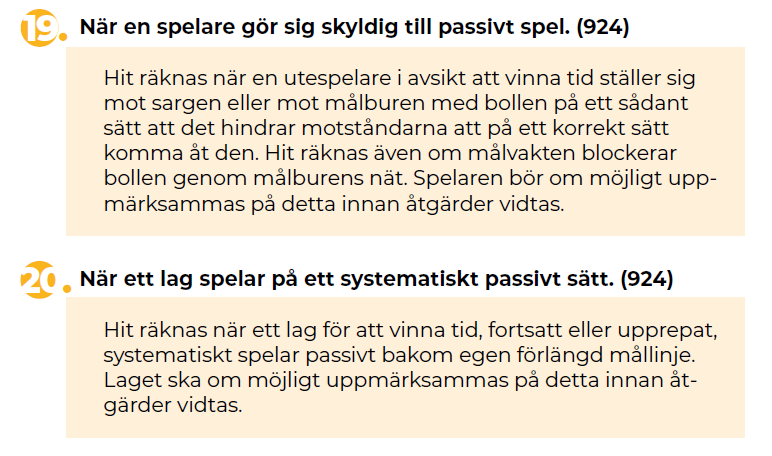 19. När en spelare gör sig skyldig till passivt spel. (924)
Hit räknas när en utespelare i avsikt att vinna tid ställer sig
mot sargen eller mot målburen med bollen på ett sådant
sätt att det hindrar motståndarna att på ett korrekt sätt
komma åt den. Hit räknas även om målvakten blockerar
bollen genom målburens nät. Spelaren bör om möjligt upp-
märksammas på detta innan åtgärder vidtas.
20. När ett lag spelar på ett systematiskt passivt sätt. (924)
Hit räknas när ett lag för att vinna tid, fortsatt eller upprepat,
systematiskt spelar passivt bakom egen förlängd mållinje.
Laget ska om möjligt uppmärksammas på detta innan åt-
gärder vidtas.